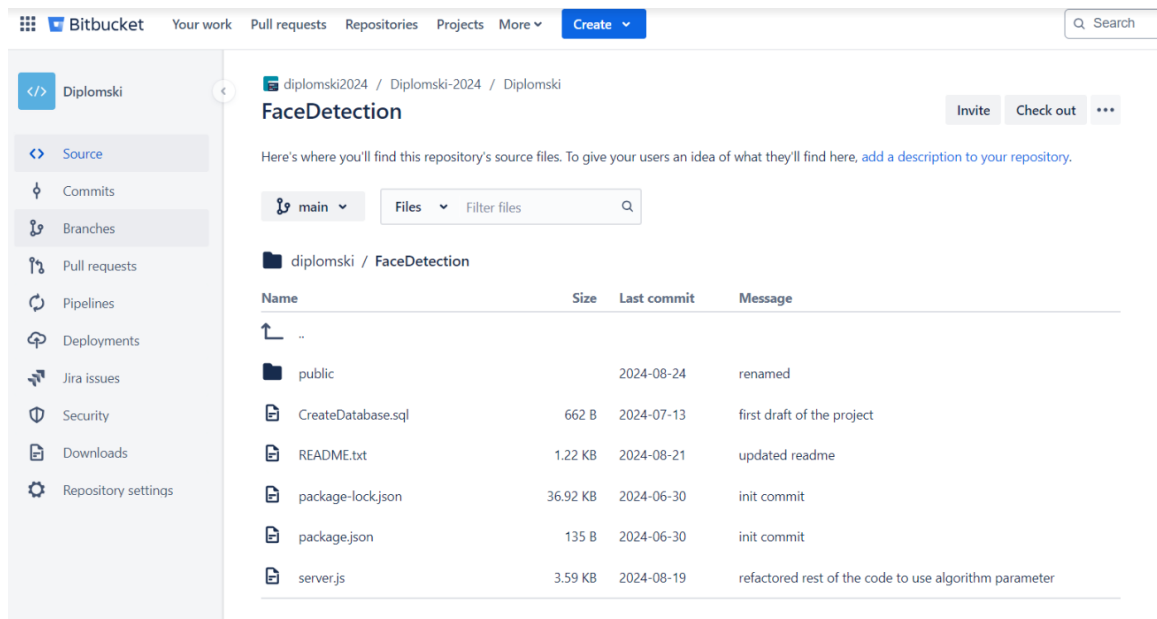 Bitbucket Your work Pull requests Repositories Projects More Create Search
Diplomski
Source
Commits
Branches
Pull requests
Pipelines
Deployments
Jira issues
Security
Downloads
Repository settings
diplomski2024 / Diplomski-2024 / Diplomski
FaceDetection
Invite Check out
Here's where you'll find this repository's source files. To give your users an idea of what they'll find here, add a description to your repository.
main Files Filter files
diplomski / FaceDetection
Name Size Last commit Message
..
public 2024-08-24 renamed
CreateDatabase.sql 662 B 2024-07-13 first draft of the project
README.txt 1.22 KB 2024-08-21 updated readme
package-lock.json 36.92 KB 2024-06-30 init commit
package.json 135 B 2024-06-30 init commit
server.js 3.59 KB 2024-08-19 refactored rest of the code to use algorithm parameter